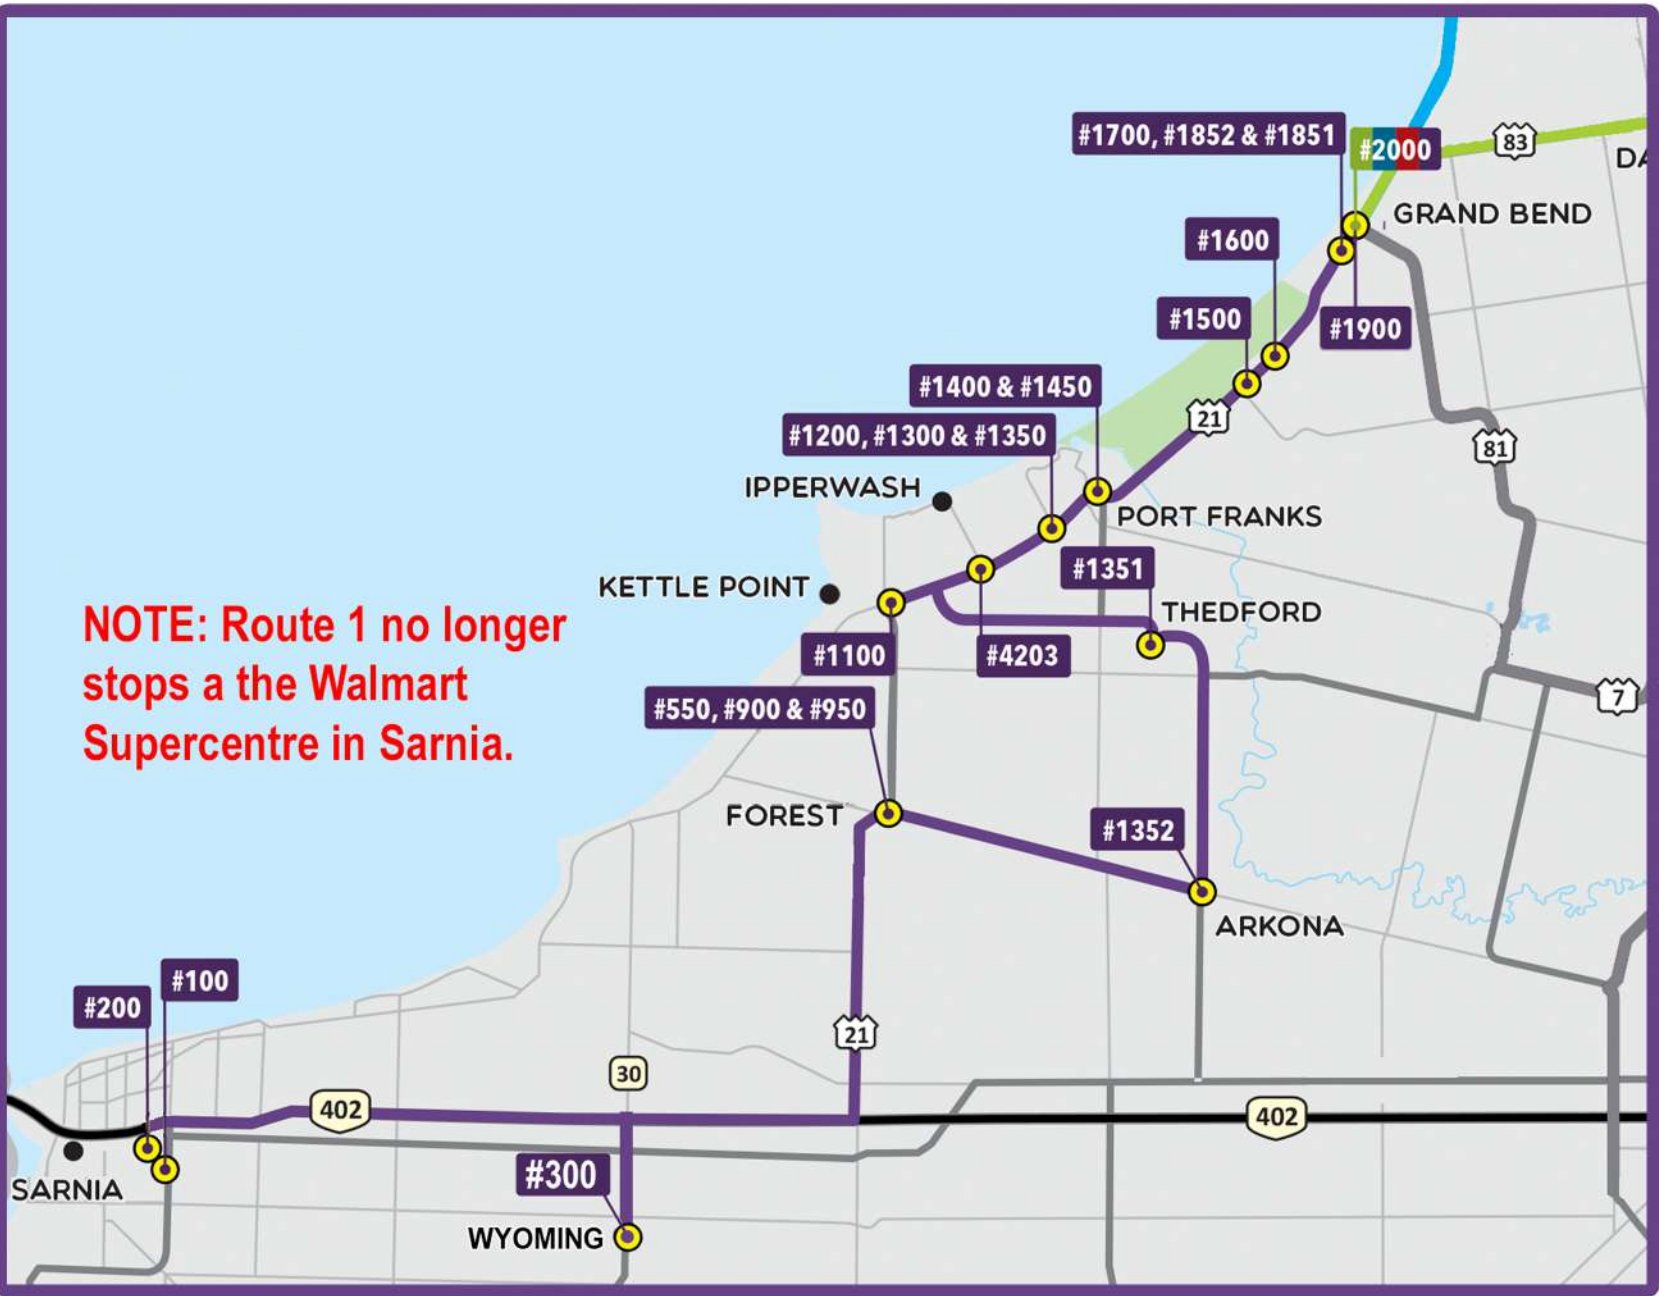 #1700, #1852 & #1851
#2000
83
DA
GRAND BEND
#1600
#1500
#1900
#1400 & #1450
21
#1200, #1300 & #1350
81
IPPERWASH
PORT FRANKS
#1351
KETTLE POINT
THEDFORD
NOTE: Route 1 no longer
stops a the Walmart
Supercentre in Sarnia.
#1100
#4203
7
#550, #900 & #950
FOREST
#1352
ARKONA
#100
#200
21
30
402
402
#300
SARNIA
WYOMING